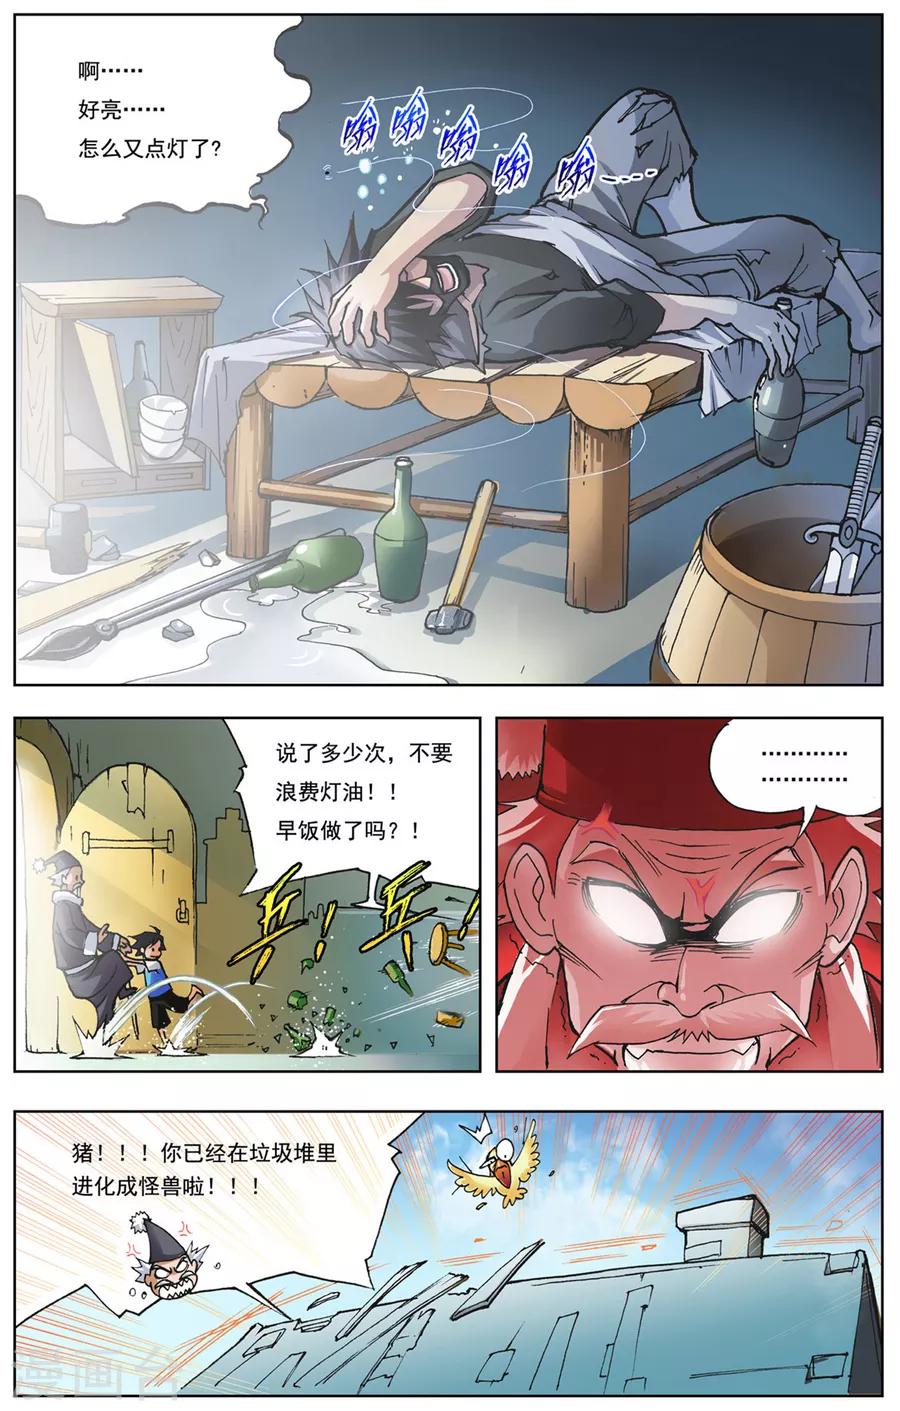 啊……
好亮……
怎么又点灯了?
嗡嗡嗡嗡嗡……
说了多少次，不要
浪费灯油！！
早饭做了吗？！
乓！乓！
…………
…………
猪！！！你已经在垃圾堆里
进化成怪兽啦！！！
漫画台